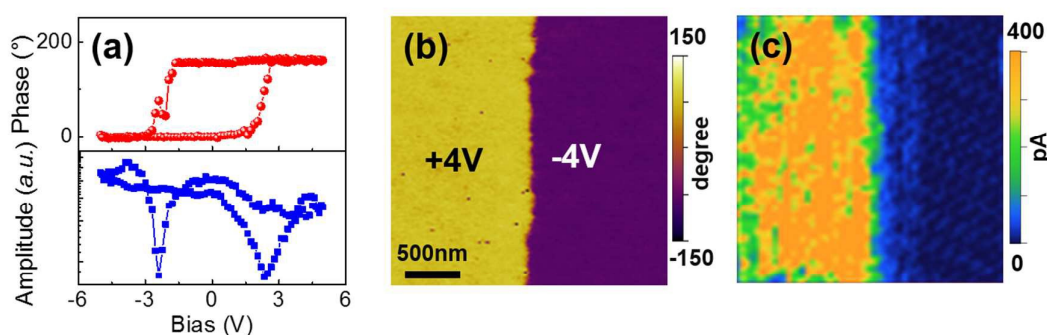 (a)
200
0
Phase (°)
Amplitude (a.u.)
-6 -3 0 3 6
Bias (V)
(b)
+4V -4V
500nm
150
degree
-150
(c)
400
pA
0